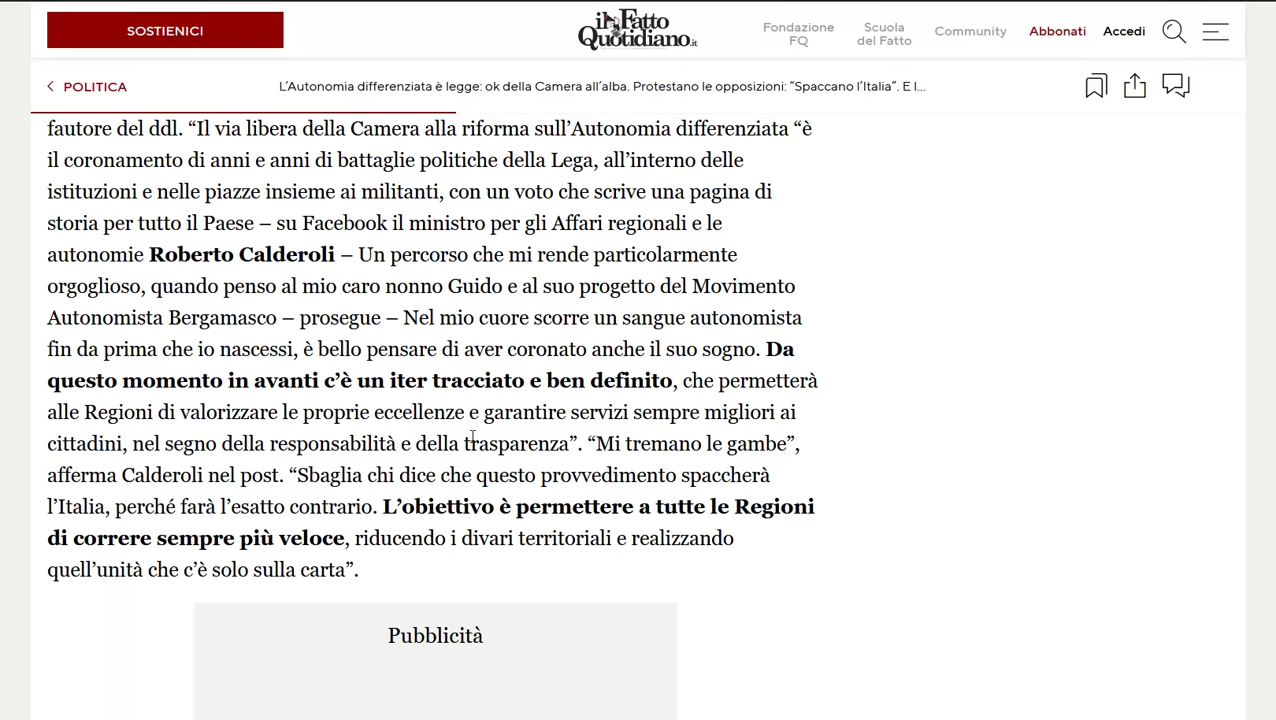 SOSTIENICI
il Fatto
Quotidiano.it
Fondazione
FQ
Scuola
del Fatto
Community
Abbonati
Accedi
POLITICA
L’Autonomia differenziata è legge: ok della Camera all’alba. Protestano le opposizioni: “Spaccano l’Italia”. E l...
fautore del ddl. “Il via libera della Camera alla riforma sull’Autonomia differenziata “è
il coronamento di anni e anni di battaglie politiche della Lega, all’interno delle
istituzioni e nelle piazze insieme ai militanti, con un voto che scrive una pagina di
storia per tutto il Paese – su Facebook il ministro per gli Affari regionali e le
autonomie Roberto Calderoli – Un percorso che mi rende particolarmente
orgoglioso, quando penso al mio caro nonno Guido e al suo progetto del Movimento
Autonomista Bergamasco – prosegue – Nel mio cuore scorre un sangue autonomista
fin da prima che io nascessi, è bello pensare di aver coronato anche il suo sogno. Da
questo momento in avanti c’è un iter tracciato e ben definito, che permetterà
alle Regioni di valorizzare le proprie eccellenze e garantire servizi sempre migliori ai
cittadini, nel segno della responsabilità e della trasparenza”. “Mi tremano le gambe”,
afferma Calderoli nel post. “Sbaglia chi dice che questo provvedimento spaccherà
l’Italia, perché farà l’esatto contrario. L’obiettivo è permettere a tutte le Regioni
di correre sempre più veloce, riducendo i divari territoriali e realizzando
quell’unità che c’è solo sulla carta”.
Pubblicità